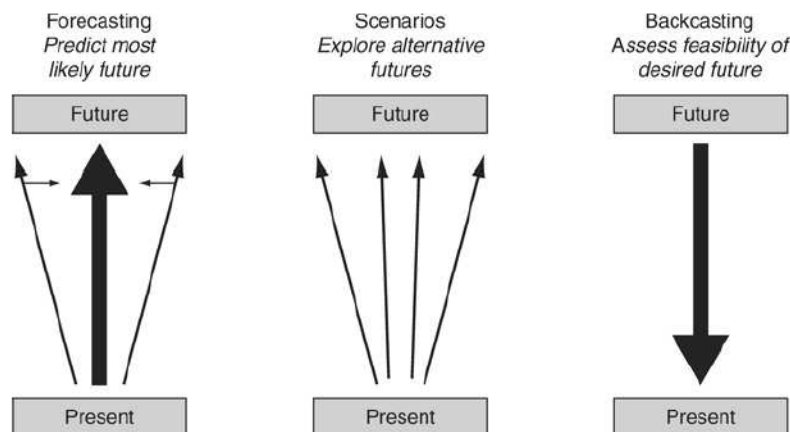 Forecasting
Predict most
likely future
Future
Present
Scenarios
Explore alternative
futures
Future
Present
Backcasting
Assess feasibility of
desired future
Future
Present